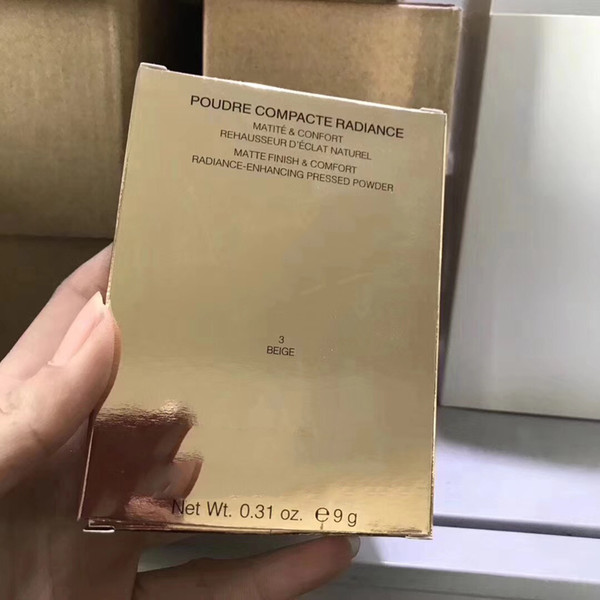 POUDRE COMPACTE RADIANCE
MATITÉ & CONFORT
REHAUSSEUR D'ÉCLAT NATUREL
MATTE FINISH & COMFORT
RADIANCE-ENHANCING PRESSED POWDER
3
BEIGE
Net Wt. 0.31 oz. ℮ 9 g